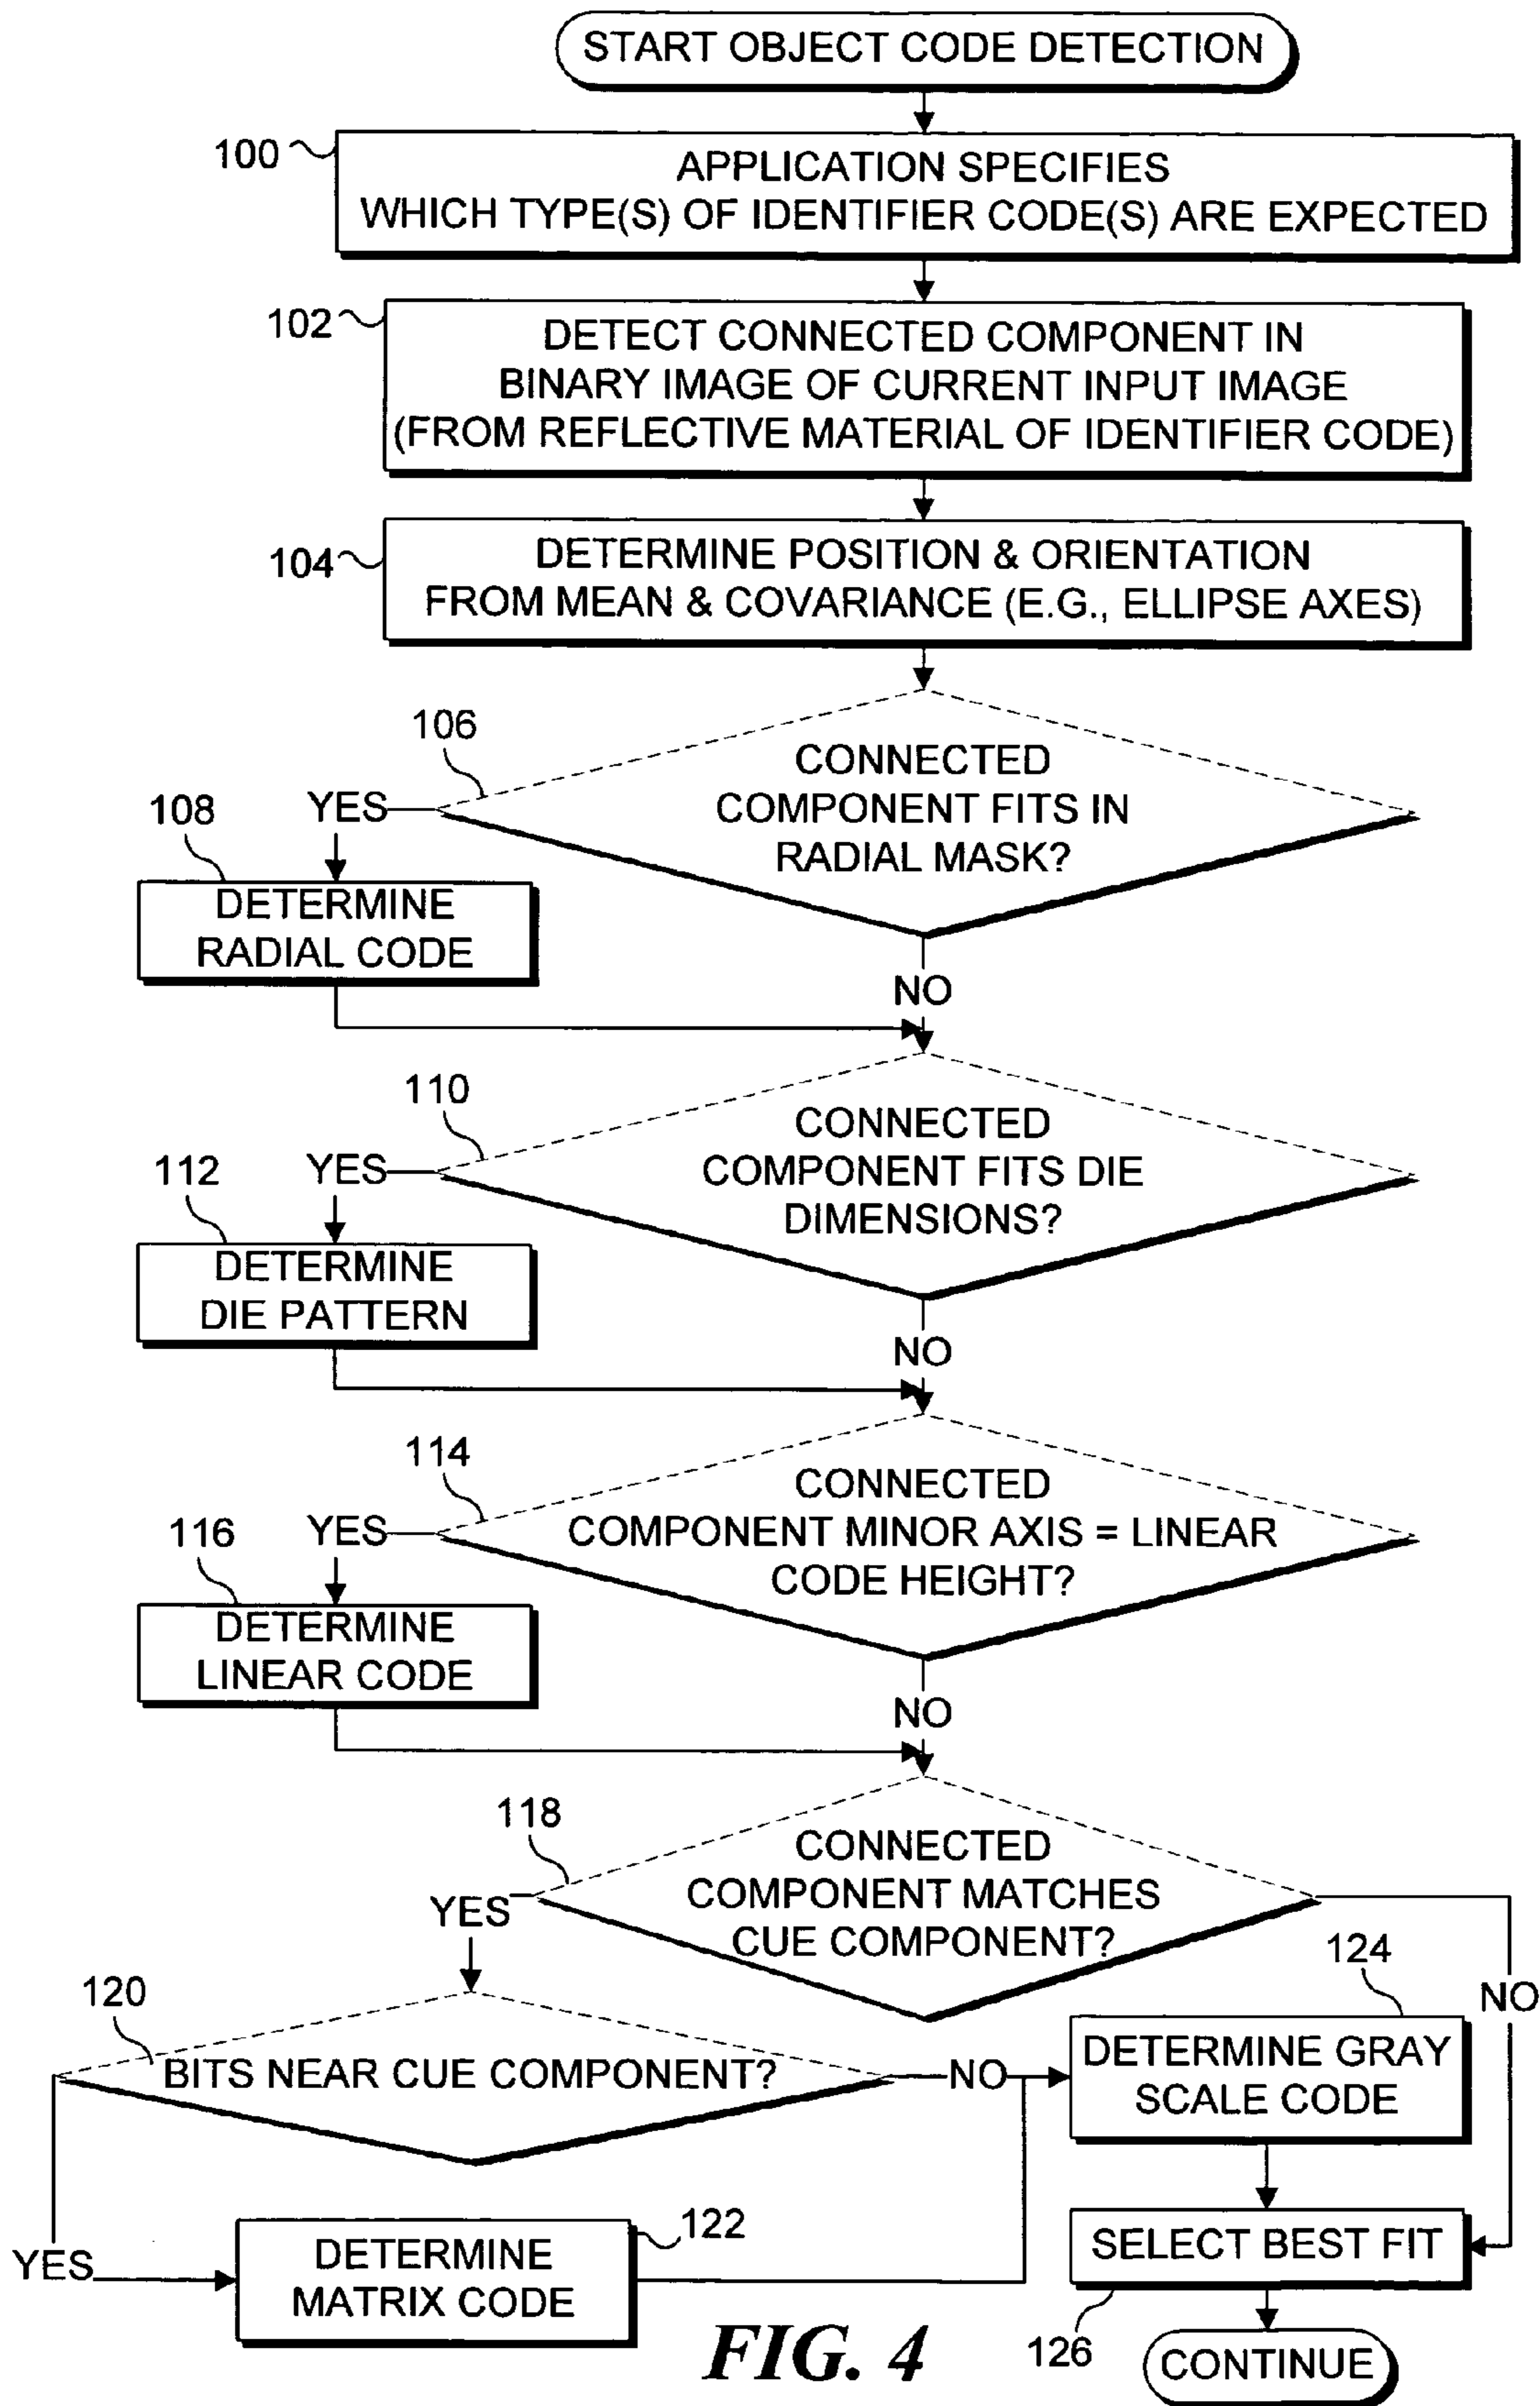 START OBJECT CODE DETECTION
100
APPLICATION SPECIFIES
WHICH TYPE(S) OF IDENTIFIER CODE(S) ARE EXPECTED
102
DETECT CONNECTED COMPONENT IN
BINARY IMAGE OF CURRENT INPUT IMAGE
(FROM REFLECTIVE MATERIAL OF IDENTIFIER CODE)
104
DETERMINE POSITION & ORIENTATION
FROM MEAN & COVARIANCE (E.G., ELLIPSE AXES)
106
CONNECTED
COMPONENT FITS IN
RADIAL MASK?
YES
108
DETERMINE
RADIAL CODE
NO
110
CONNECTED
COMPONENT FITS DIE
DIMENSIONS?
YES
112
DETERMINE
DIE PATTERN
NO
114
CONNECTED
COMPONENT MINOR AXIS = LINEAR
CODE HEIGHT?
YES
116
DETERMINE
LINEAR CODE
NO
118
CONNECTED
COMPONENT MATCHES
CUE COMPONENT?
YES
NO
120
BITS NEAR CUE COMPONENT?
NO
124
DETERMINE GRAY
SCALE CODE
YES
122
DETERMINE
MATRIX CODE
SELECT BEST FIT
126
CONTINUE
FIG. 4